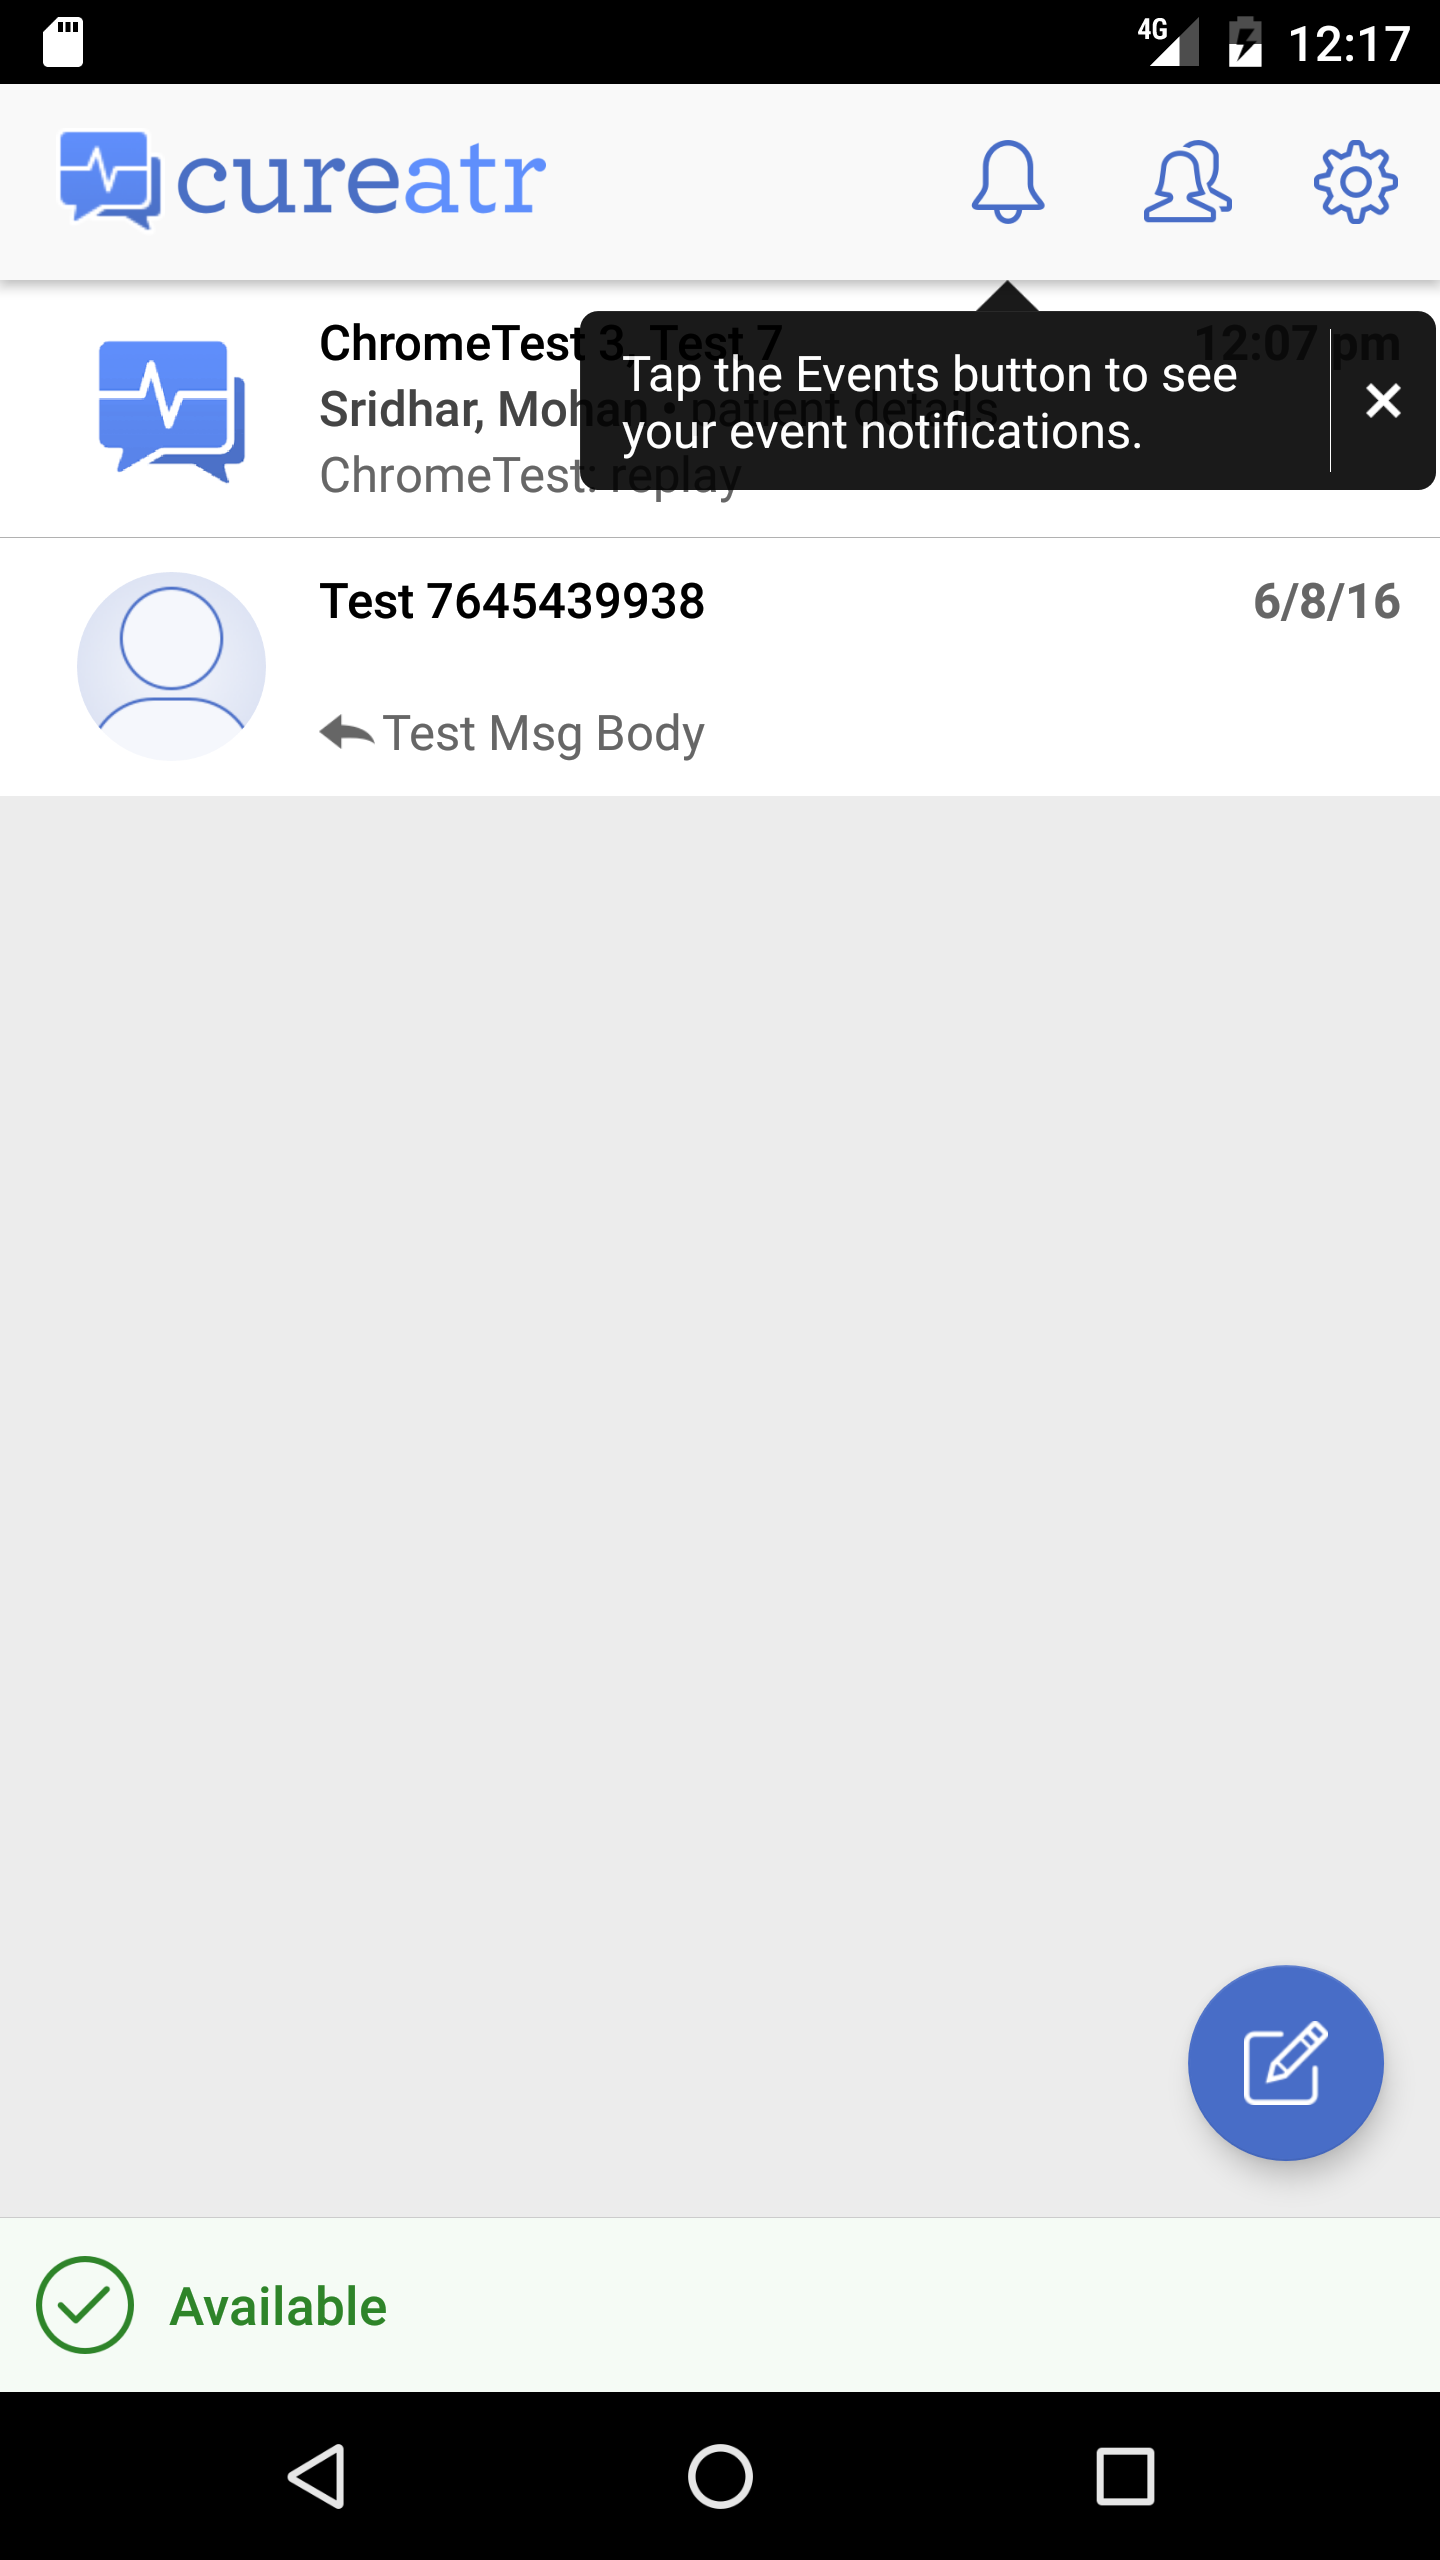 4G 12:17
cureatr
ChromeTest 3, Test 7 12:07 pm
Tap the Events button to see
Sridhar, Mohan • patient details
your event notifications.
ChromeTest: replay
Test 7645439938 6/8/16
Test Msg Body
Available